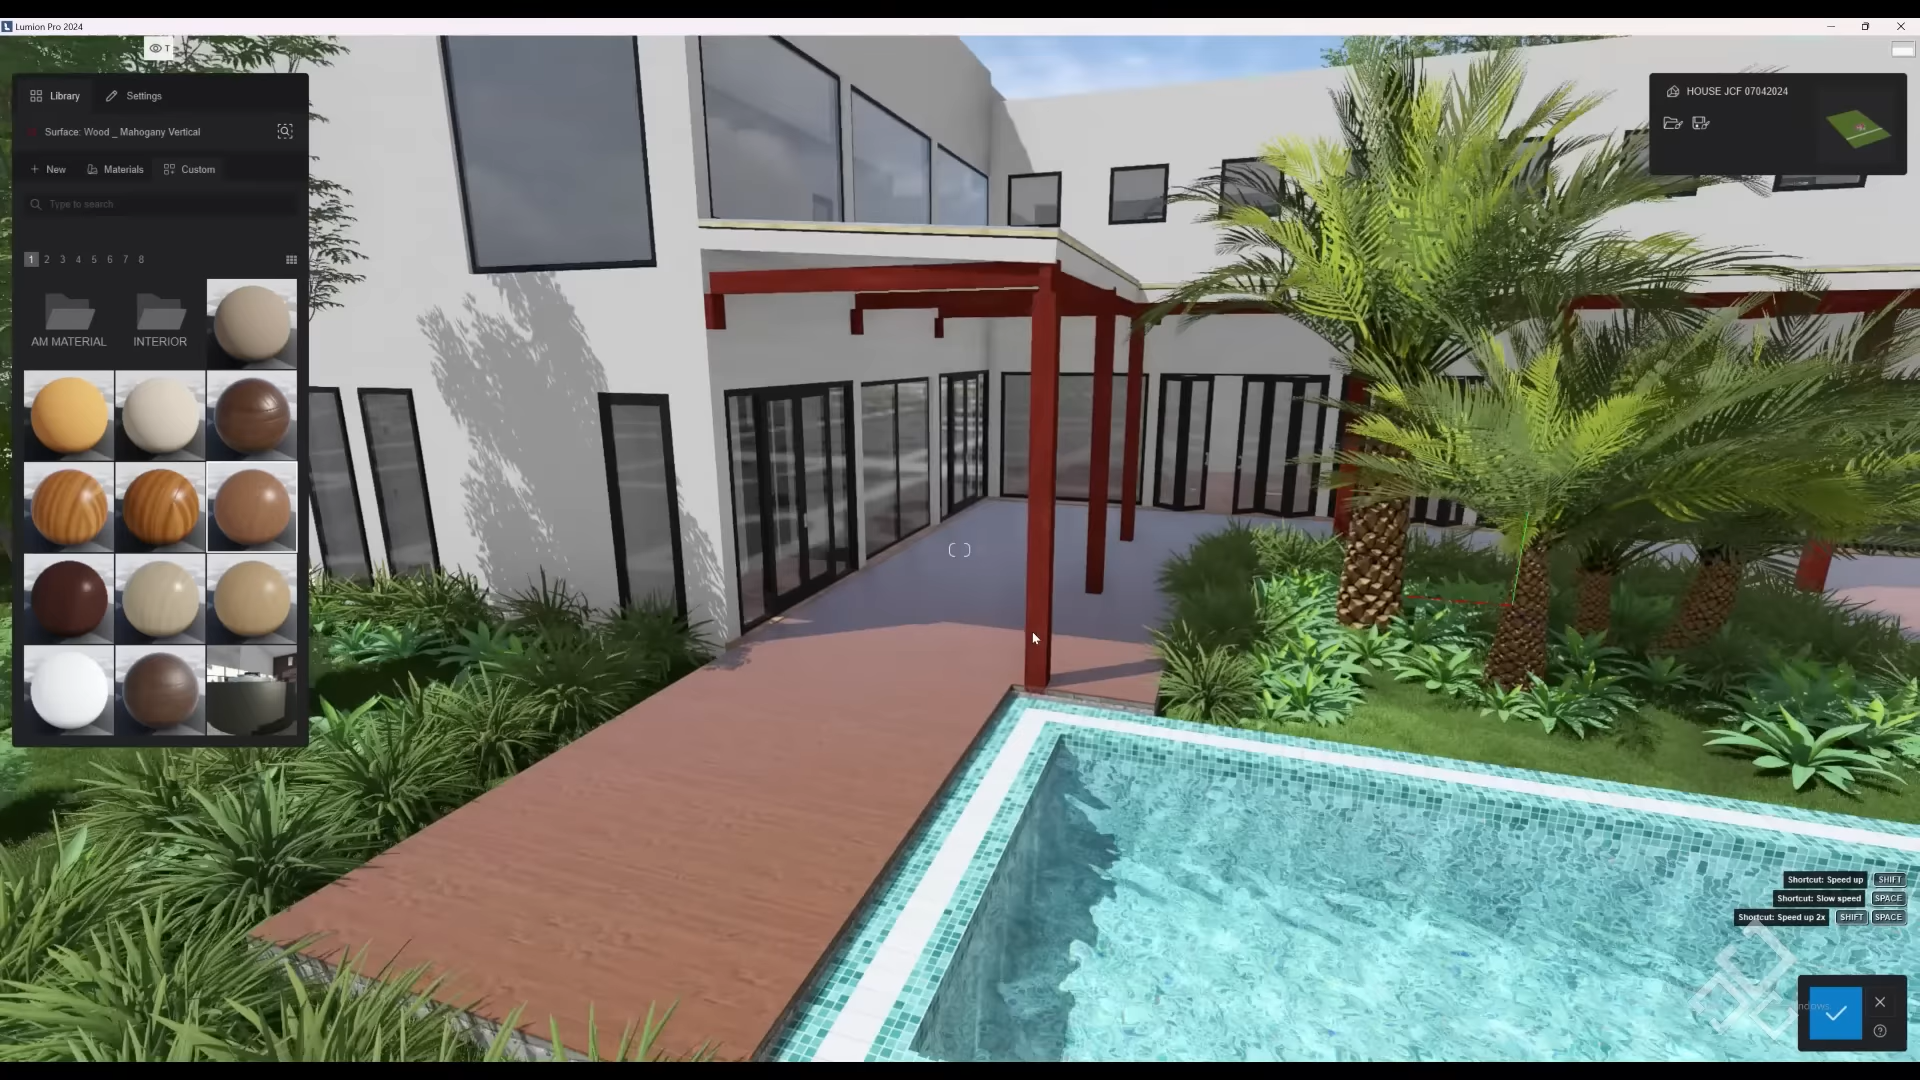 Lumion Pro 2024
T
Library Settings
HOUSE JCF 07042024
Surface: Wood _ Mahogany Vertical
New Materials Custom
Type to search
1 2 3 4 5 6 7 8
AM MATERIAL INTERIOR
Shortcut: Speed up SHIFT
Shortcut: Slow speed SPACE
Shortcut: Speed up 2x SHIFT SPACE